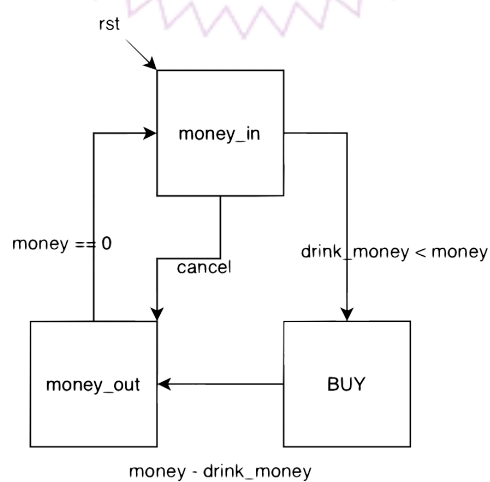 rst
money_in
money == 0
cancel
drink_money < money
money_out
BUY
money - drink_money